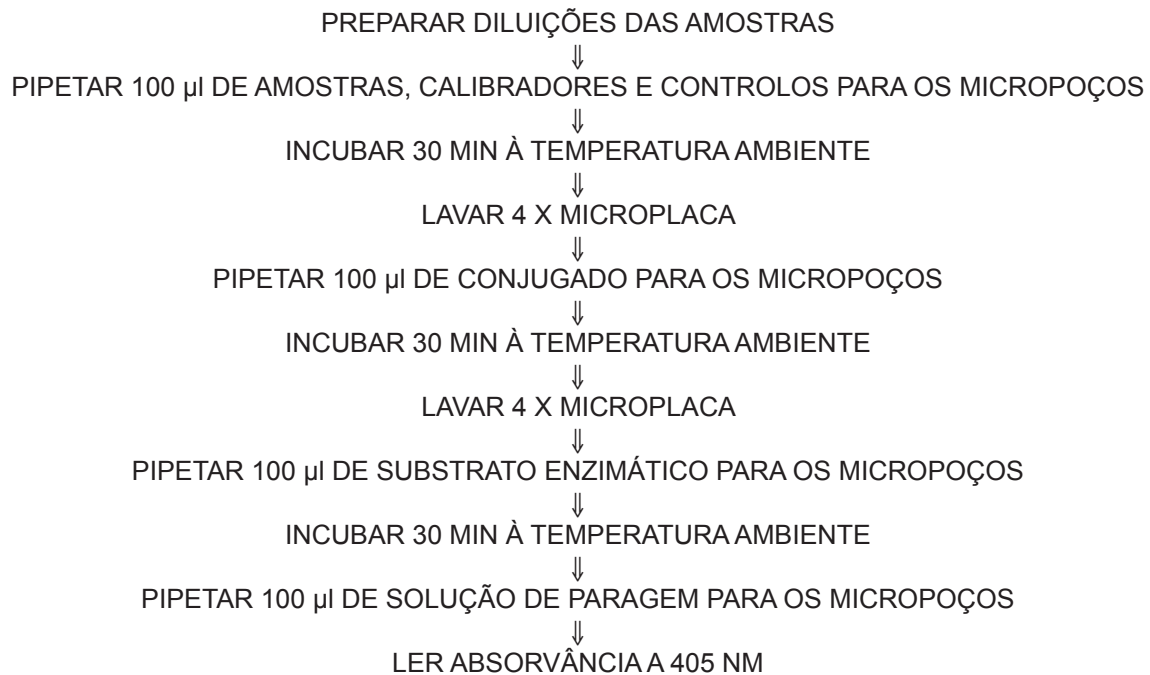 PREPARAR DILUIÇÕES DAS AMOSTRAS
⇓
PIPETAR 100 µl DE AMOSTRAS, CALIBRADORES E CONTROLOS PARA OS MICROPOÇOS
⇓
INCUBAR 30 MIN À TEMPERATURA AMBIENTE
⇓
LAVAR 4 X MICROPLACA
⇓
PIPETAR 100 µl DE CONJUGADO PARA OS MICROPOÇOS
⇓
INCUBAR 30 MIN À TEMPERATURA AMBIENTE
⇓
LAVAR 4 X MICROPLACA
⇓
PIPETAR 100 µl DE SUBSTRATO ENZIMÁTICO PARA OS MICROPOÇOS
⇓
INCUBAR 30 MIN À TEMPERATURA AMBIENTE
⇓
PIPETAR 100 µl DE SOLUÇÃO DE PARAGEM PARA OS MICROPOÇOS
⇓
LER ABSORVÂNCIA A 405 NM